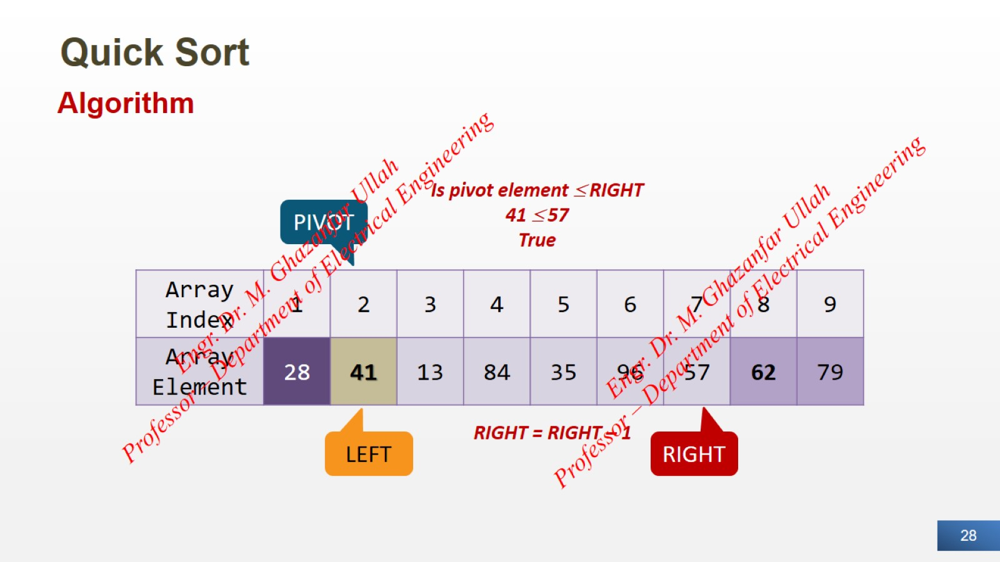 Quick Sort
Algorithm
Is pivot element ≤RIGHT
41 ≤57
True
PIVOT
Array Index 1 2 3 4 5 6 7 8 9
Array Element 28 41 13 84 35 96 57 62 79
LEFT
RIGHT = RIGHT – 1
RIGHT
Engr. Dr. M. Ghazanfar Ullah
Professor – Department of Electrical Engineering
Engr. Dr. M. Ghazanfar Ullah
Professor – Department of Electrical Engineering
28